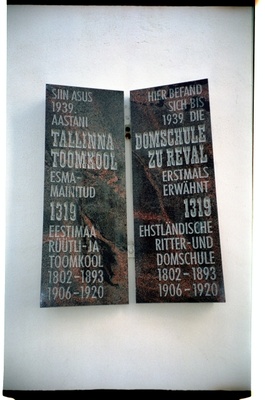 SIIN ASUS
1939.
AASTANI
TALLINNA
TOOMKOOL
ESMA-
MAINITUD
1319
EESTIMAA
RÜÜTLI-JA
TOOMKOOL
1802-1893
1906-1920
HIER BEFAND
SICH BIS
1939 DIE
DOMSCHULE
ZU REVAL
ERSTMALS
ERWÄHNT
1319
EHSTLÄNDISCHE
RITTER-UND
DOMSCHULE
1802-1893
1906-1920